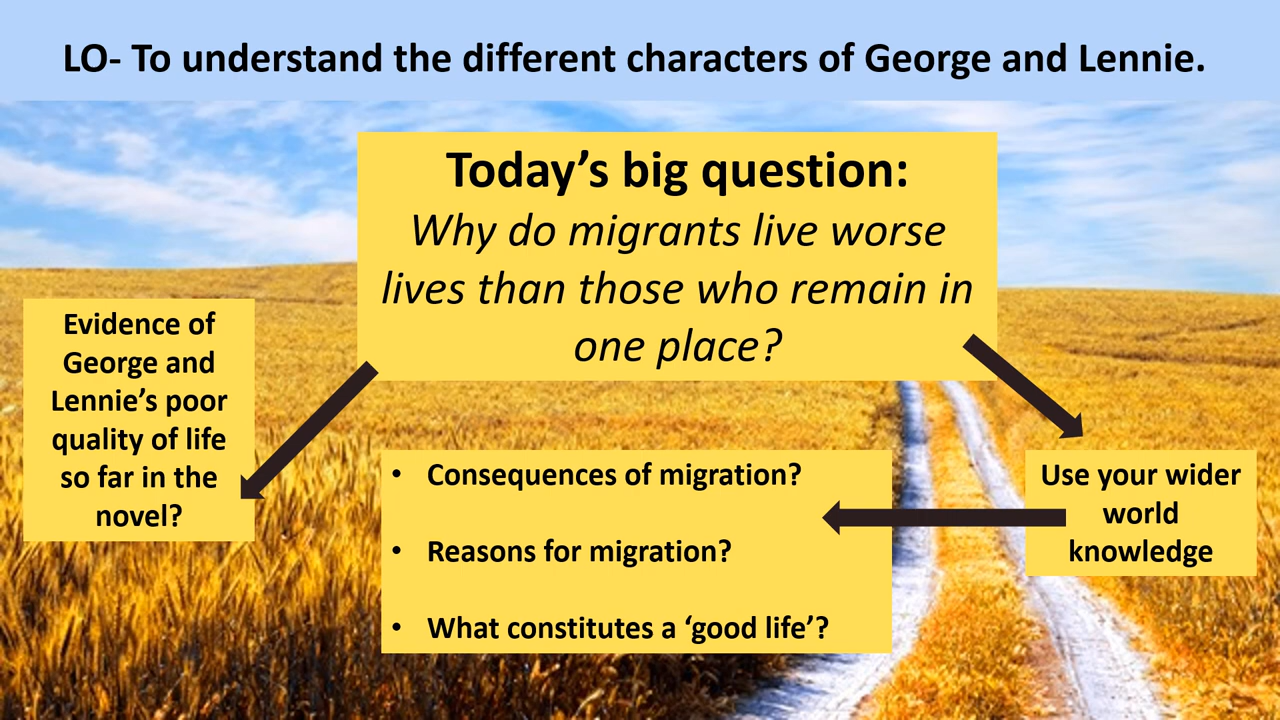 LO- To understand the different characters of George and Lennie.
Today’s big question:
Why do migrants live worse
lives than those who remain in
one place?
Evidence of
George and
Lennie’s poor
quality of life
so far in the
novel?
• Consequences of migration?
• Reasons for migration?
• What constitutes a ‘good life’?
Use your wider
world
knowledge